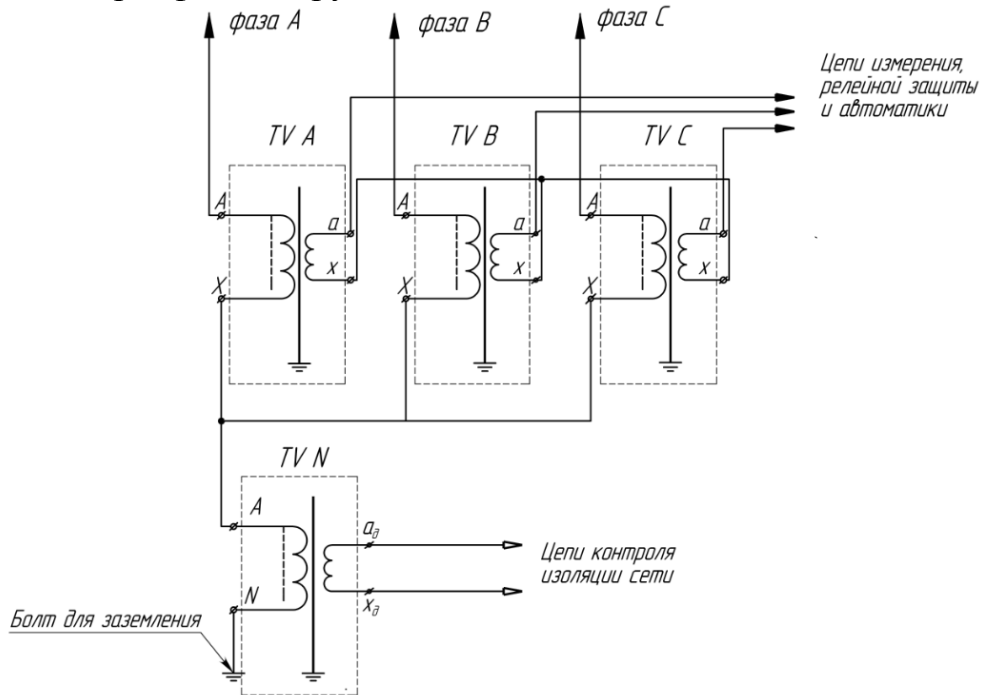 фаза А
фаза В
фаза С
Цепи измерения,
релейной защиты
и автоматики
TV A
TV B
TV C
А
а
А
а
А
а
X
x
X
x
X
x
TV N
А
aд
Цепи контроля
изоляции сети
N
xд
Болт для заземления